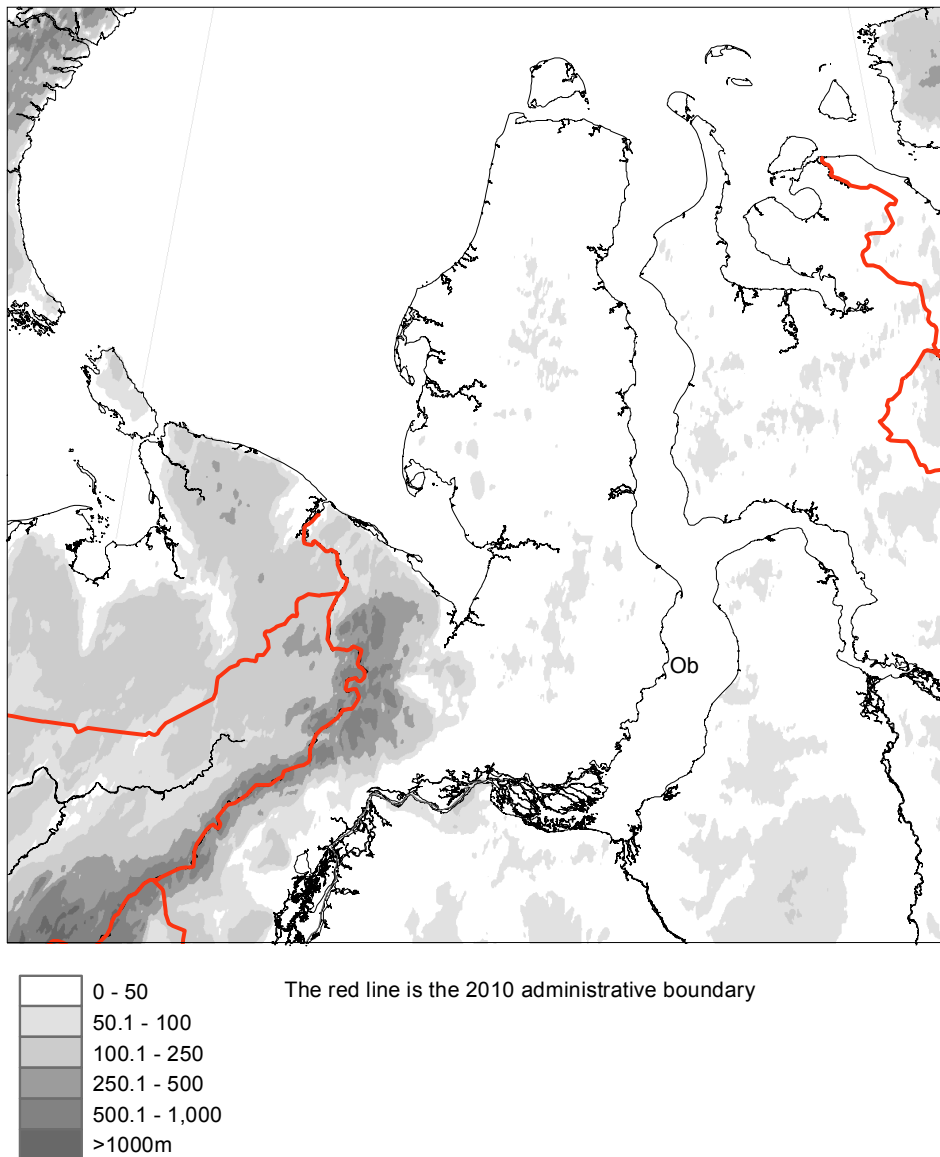 Ob
0 - 50
The red line is the 2010 administrative boundary
50.1 - 100
100.1 - 250
250.1 - 500
500.1 - 1,000
>1000m